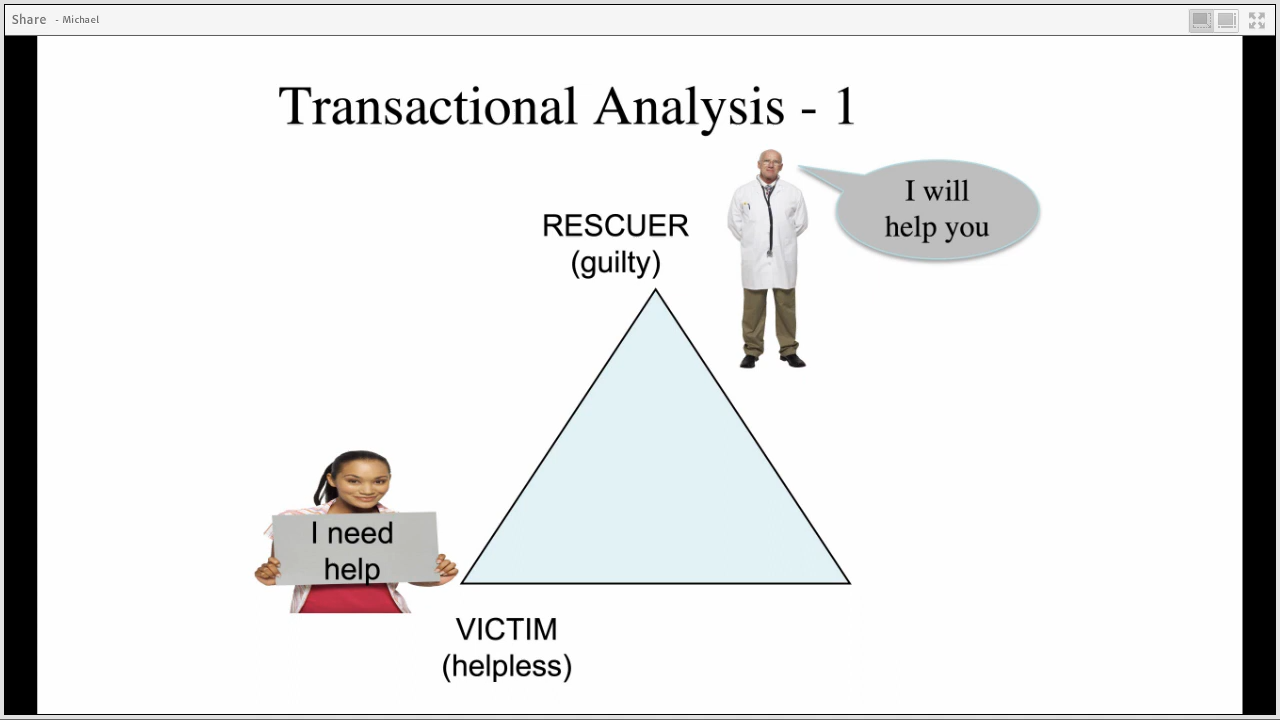 Share - Michael
Transactional Analysis - 1
I will
help you
RESCUER
(guilty)
I need
help
VICTIM
(helpless)